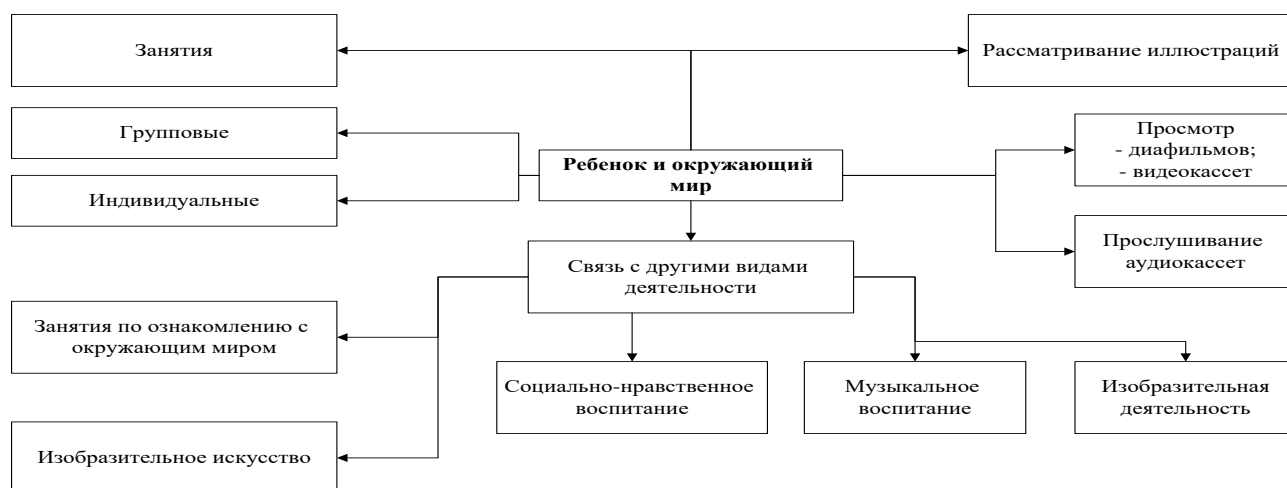 Занятия
Рассматривание иллюстраций
Групповые
Просмотр
- диафильмов;
- видеокассет
Ребенок и окружающий
мир
Индивидуальные
Прослушивание
аудиокассет
Связь с другими видами
деятельности
Занятия по ознакомлению с
окружающим миром
Социально-нравственное
воспитание
Музыкальное
воспитание
Изобразительная
деятельность
Изобразительное искусство